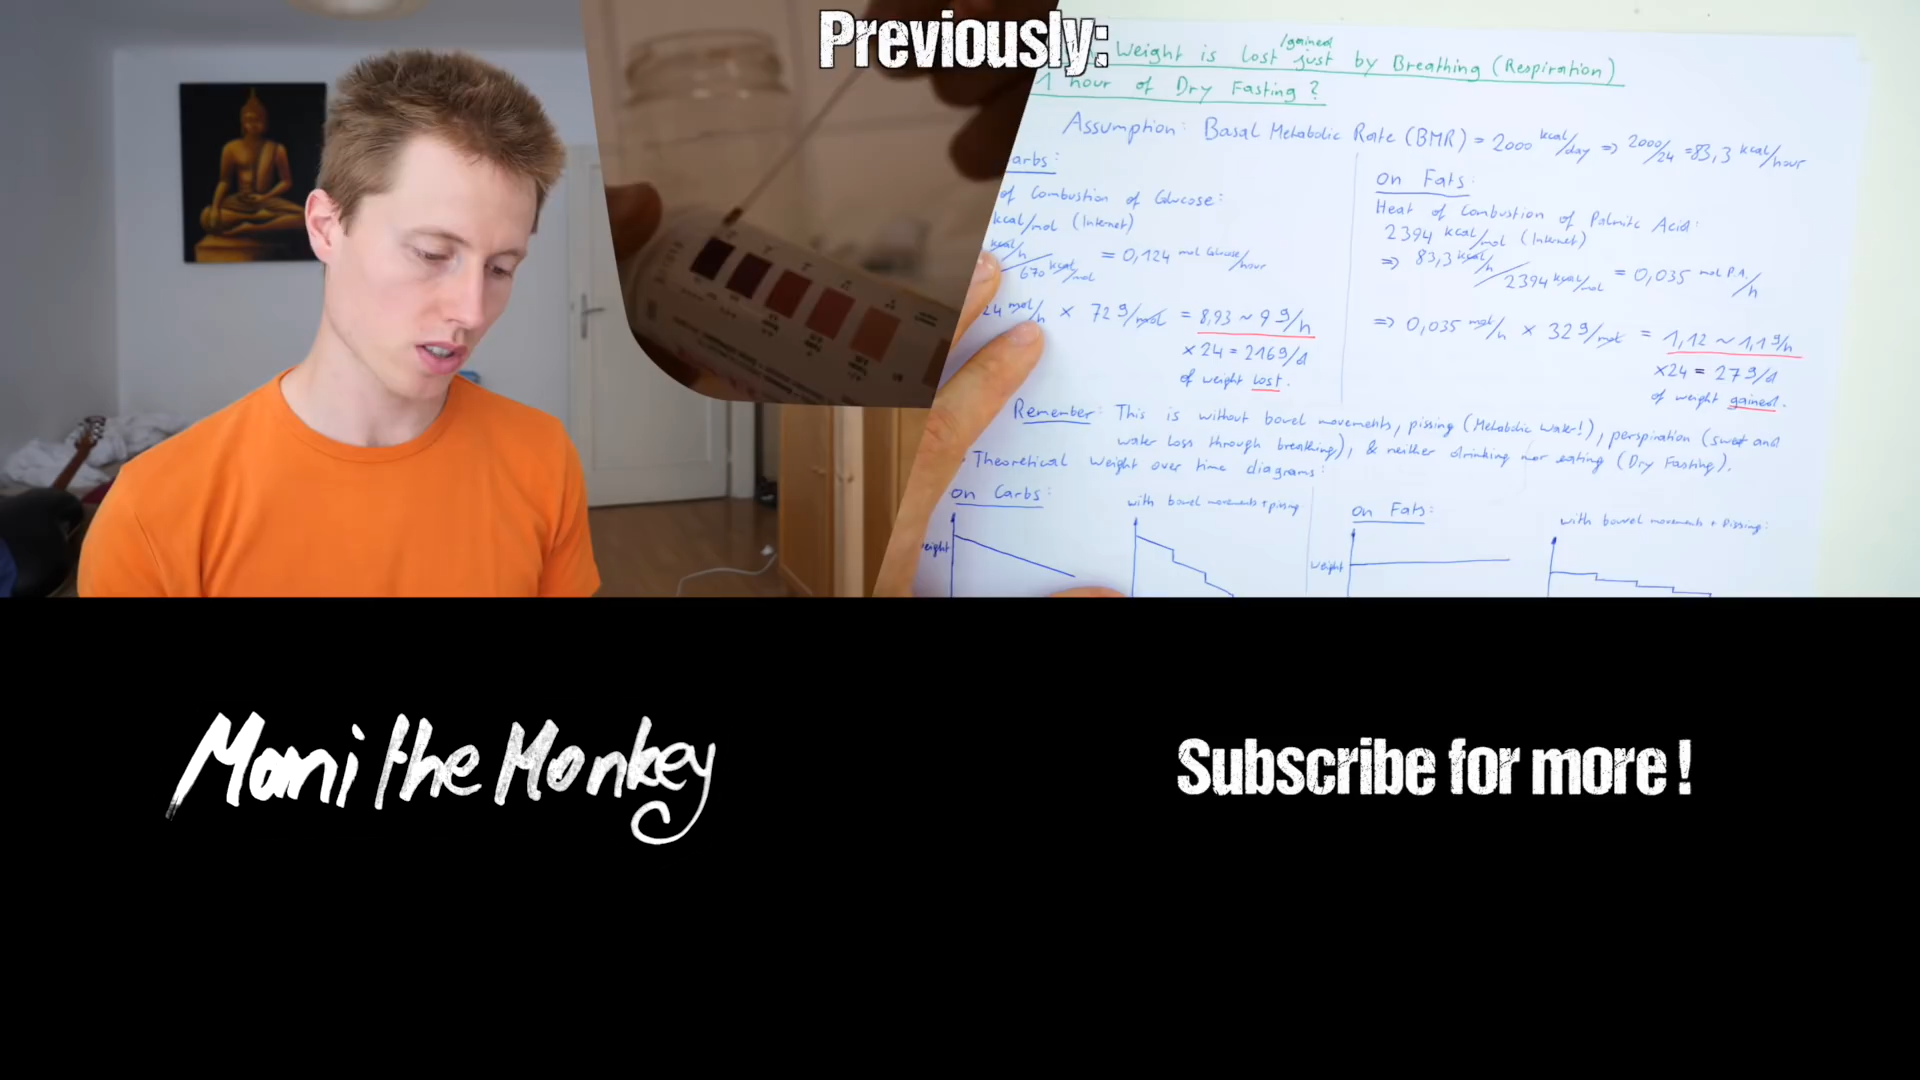 Previously:
Weight is lost /gained just by Breathing (Respiration)
1 hour of Dry Fasting?
Assumption: Basal Metabolic Rate (BMR) = 2000 kcal/day => 2000/24 = 83,3 kcal/hour
arbs:
of Combustion of Glucose:
kcal/mol (Internet)
kcal/h / 670 kcal/mol = 0,124 mol Glucose/hour
24 mol/h x 72 g/mol = 8,93 ~ 9 g/h
x 24 = 216 g/d
of weight lost.
on Fats:
Heat of Combustion of Palmitic Acid:
2394 kcal/mol (Internet)
=> 83,3 kcal/h / 2394 kcal/mol = 0,035 mol P.A./h
=> 0,035 mol/h x 32 g/mol = 1,12 ~ 1,1 g/h
x24 = 27 g/d
of weight gained.
Remember: This is without bowel movements, pissing (Metabolic Water!), perspiration (sweat and
water loss through breathing), & neither drinking nor eating (Dry Fasting).
Theoretical Weight over time diagrams:
on Carbs:
with bowel movements + pissing
on Fats:
with bowel movements + Pissing:
eight
weight
Mani the Monkey
Subscribe for more !